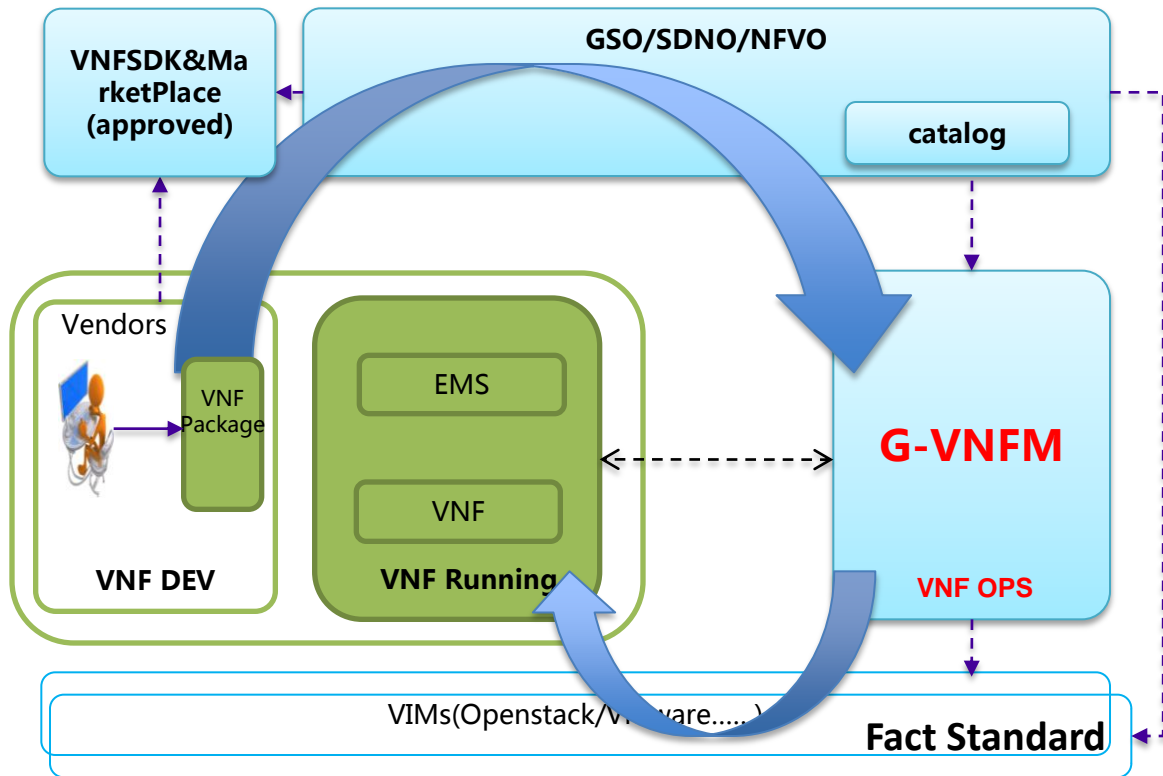 VNFSDK&Ma
rketPlace
(approved)
GSO/SDNO/NFVO
catalog
Vendors
VNF
Package
VNF DEV
EMS
VNF
VNF Running
G-VNFM
VNF OPS
VIMs(Openstack/Vmware.....)
Fact Standard